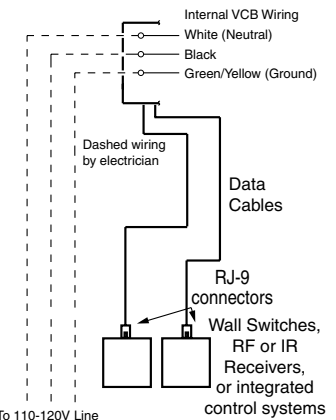 Internal VCB Wiring
White (Neutral)
Black
Green/Yellow (Ground)
Dashed wiring
by electrician
Data
Cables
RJ-9
connectors
Wall Switches,
RF or IR
Receivers,
or integrated
control systems
To 110-120V Line